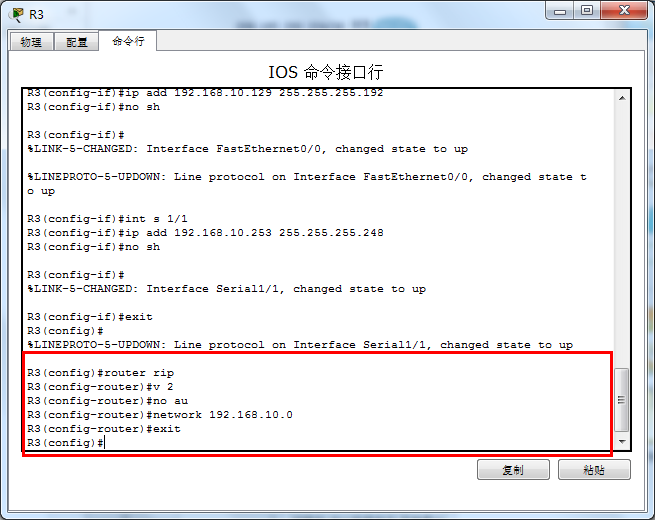 R3
物理
配置
命令行
IOS 命令接口行
R3(config-if)#ip add 192.168.10.129 255.255.255.192
R3(config-if)#no sh
R3(config-if)#
%LINK-5-CHANGED: Interface FastEthernet0/0, changed state to up
%LINEPROTO-5-UPDOWN: Line protocol on Interface FastEthernet0/0, changed state t
o up
R3(config-if)#int s 1/1
R3(config-if)#ip add 192.168.10.253 255.255.255.248
R3(config-if)#no sh
R3(config-if)#
%LINK-5-CHANGED: Interface Serial1/1, changed state to up
R3(config-if)#exit
R3(config)#
%LINEPROTO-5-UPDOWN: Line protocol on Interface Serial1/1, changed state to up
R3(config)#router rip
R3(config-router)#v 2
R3(config-router)#no au
R3(config-router)#network 192.168.10.0
R3(config-router)#exit
R3(config)#
复制
粘贴